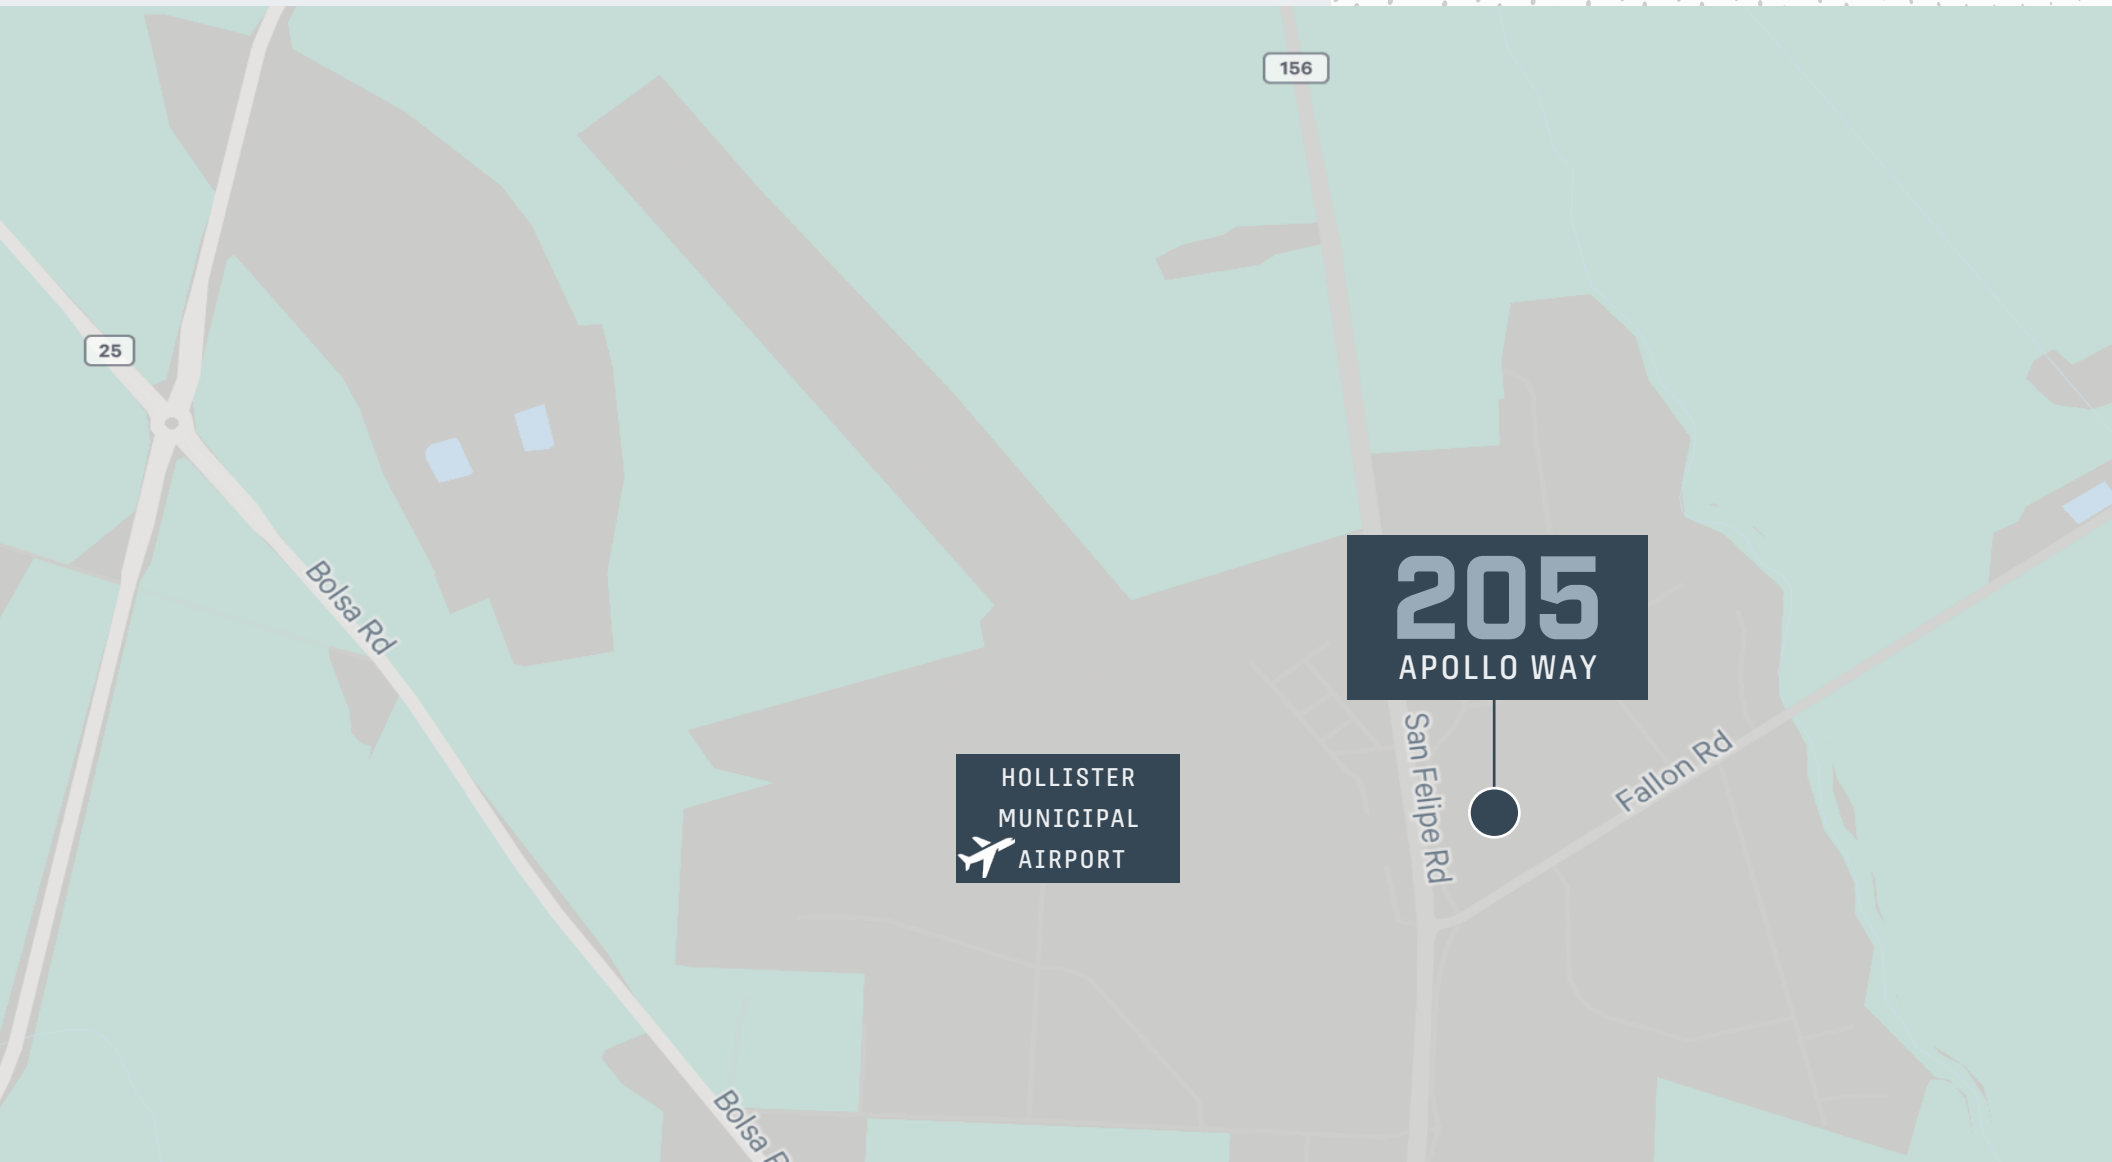 156
25
Bolsa Rd
205
APOLLO WAY
San Felipe Rd
Fallon Rd
HOLLISTER
MUNICIPAL
AIRPORT
Bolsa